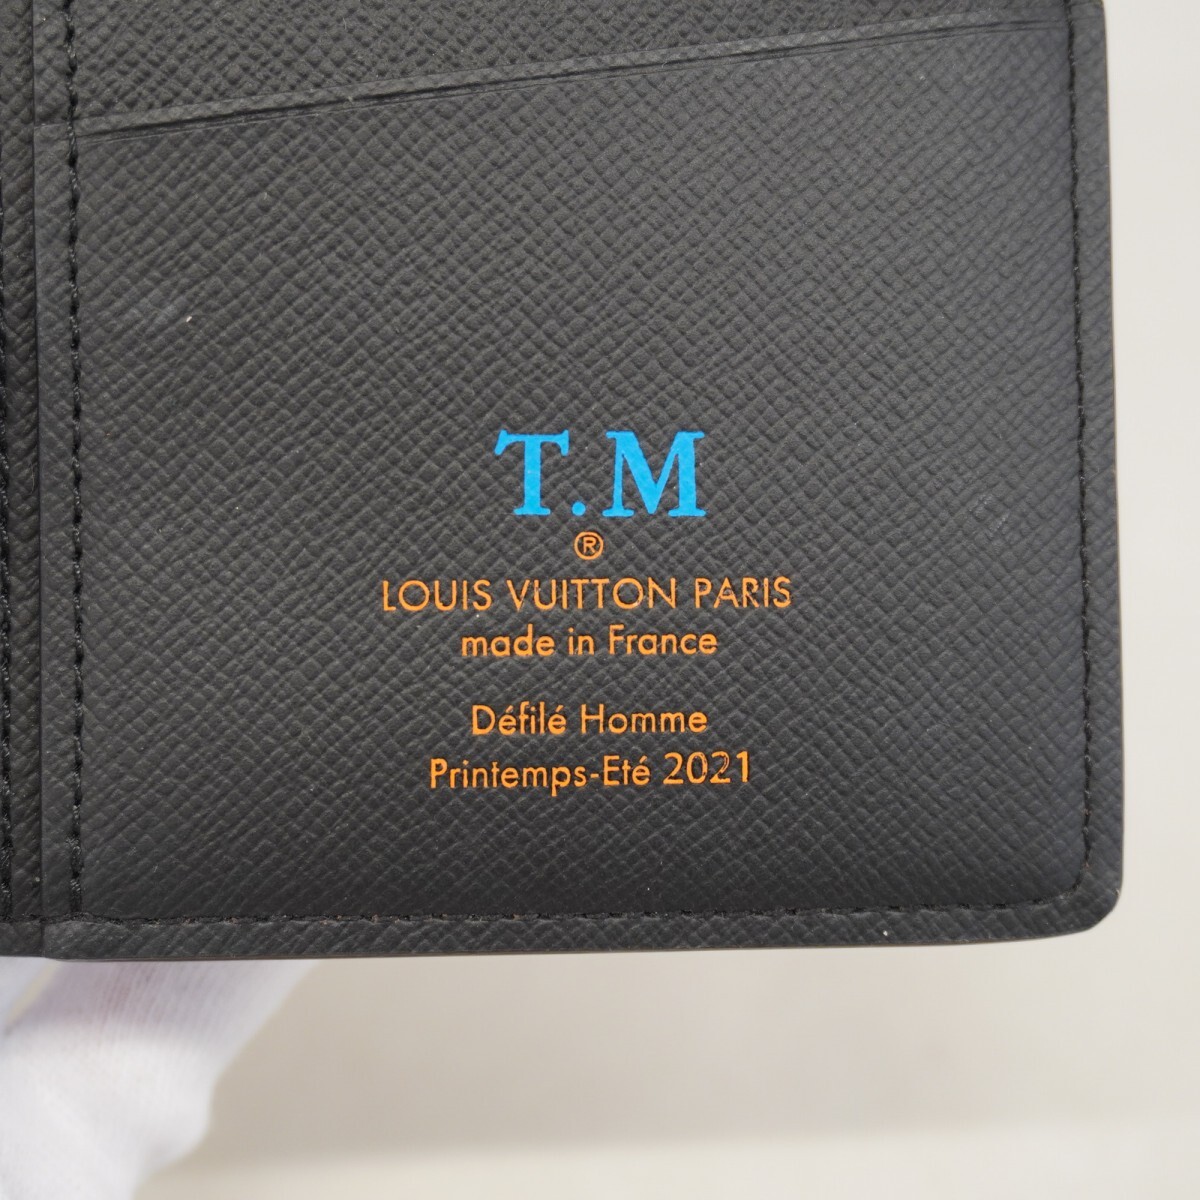 T.M
®
LOUIS VUITTON PARIS
made in France
Défilé Homme
Printemps-Eté 2021